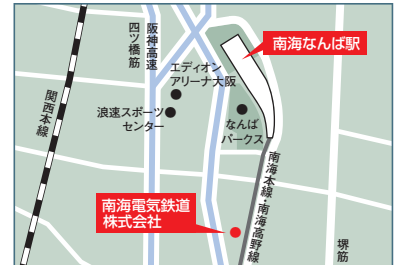 関西本線
四ツ橋筋
阪神高速
エディオン
アリーナ大阪
浪速スポーツ
センター
南海なんば駅
なんば
パークス
南海電気鉄道
株式会社
南海本線・南海高野線
堺筋